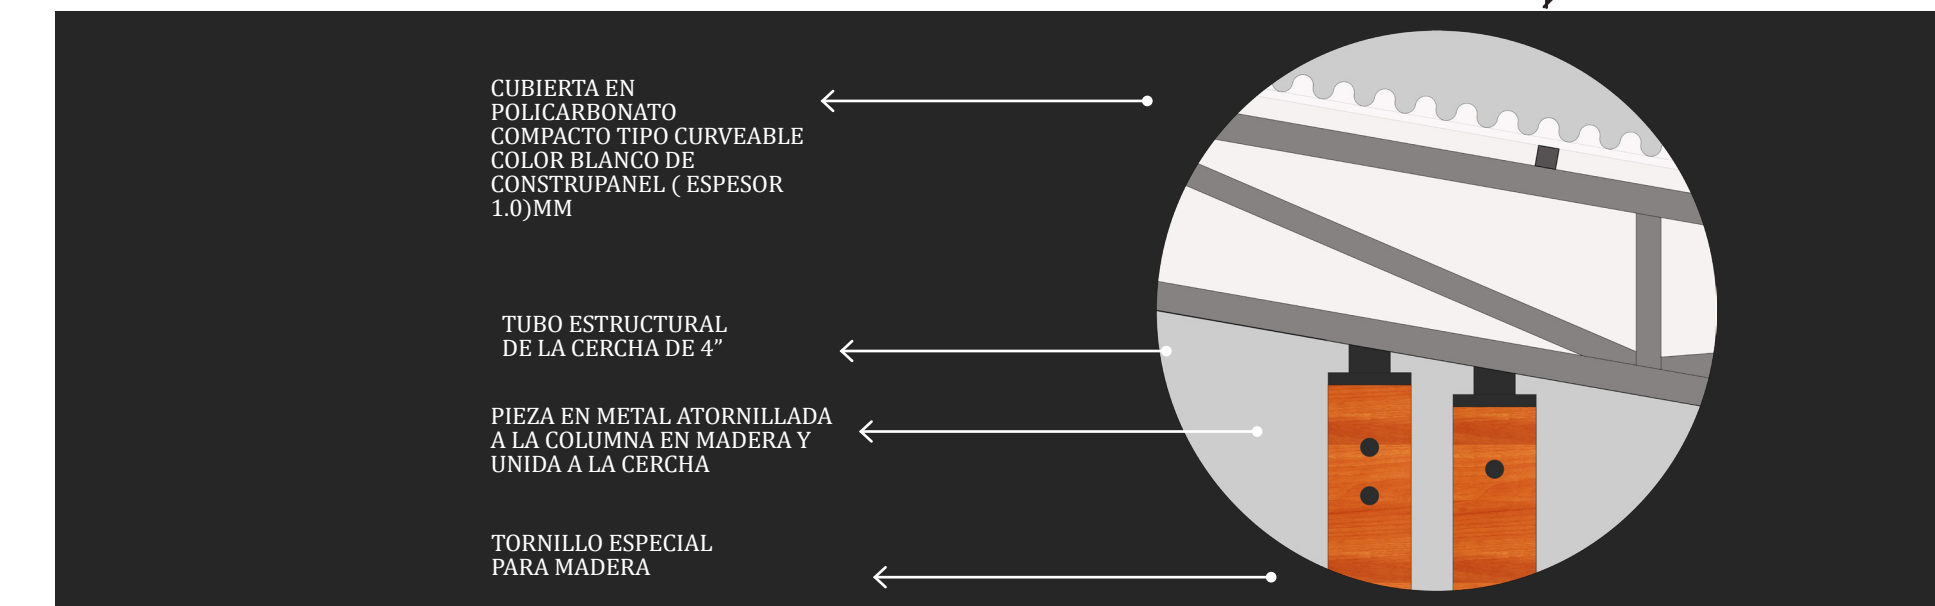 CUBIERTA EN
POLICARBONATO
COMPACTO TIPO CURVEABLE
COLOR BLANCO DE
CONSTRUPANEL ( ESPESOR
1.0)MM
TUBO ESTRUCTURAL
DE LA CERCHA DE 4”
PIEZA EN METAL ATORNILLADA
A LA COLUMNA EN MADERA Y
UNIDA A LA CERCHA
TORNILLO ESPECIAL
PARA MADERA